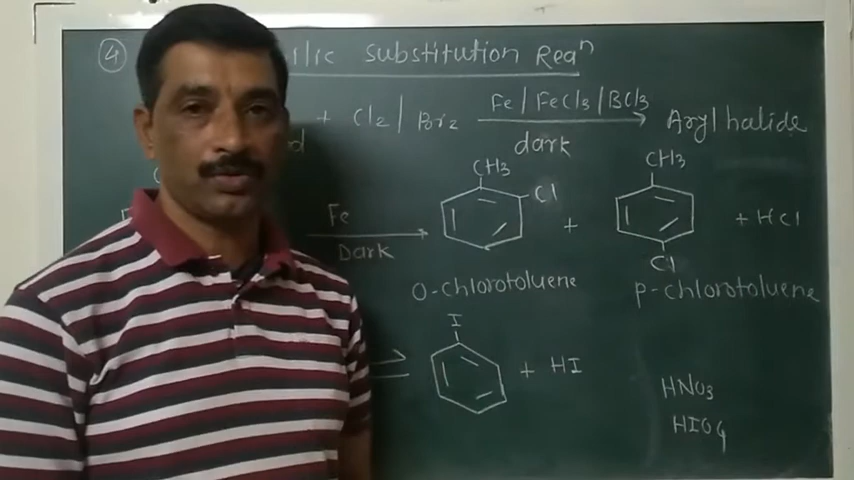 ④ substitution Reaⁿ
+ Cl₂ / Br₂ Fe / FeCl₃ / BCl₃ Aryl halide
dark
CH₃ CH₃
Fe Cl + + HCl
Dark
Cl
O-chlorotoluene p-chlorotoluene
I
+ HI
HNO₃
HIO₄